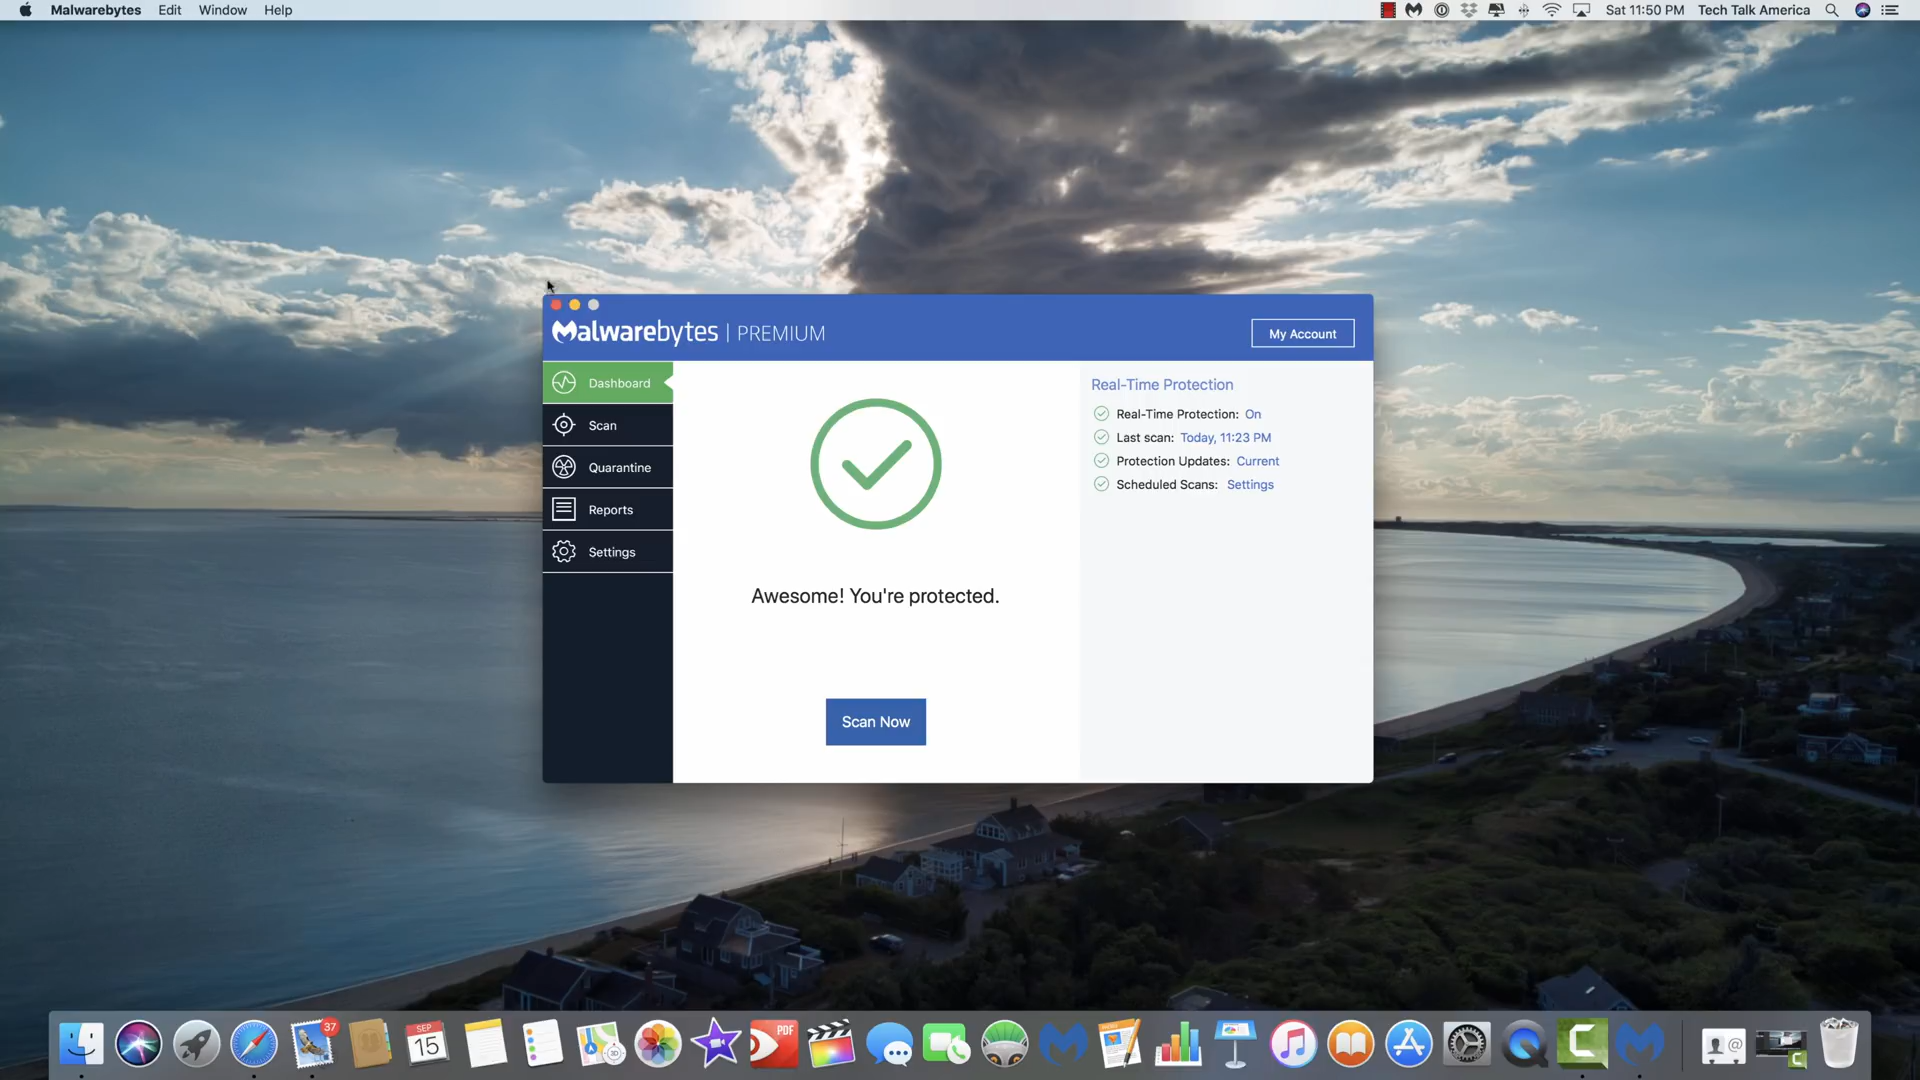 Malwarebytes Edit Window Help Sat 11:50 PM Tech Talk America
Malwarebytes | PREMIUM
My Account
Dashboard
Scan
Quarantine
Reports
Settings
Awesome! You're protected.
Scan Now
Real-Time Protection
Real-Time Protection: On
Last scan: Today, 11:23 PM
Protection Updates: Current
Scheduled Scans: Settings
37
SEP
15
3D
PDF
@